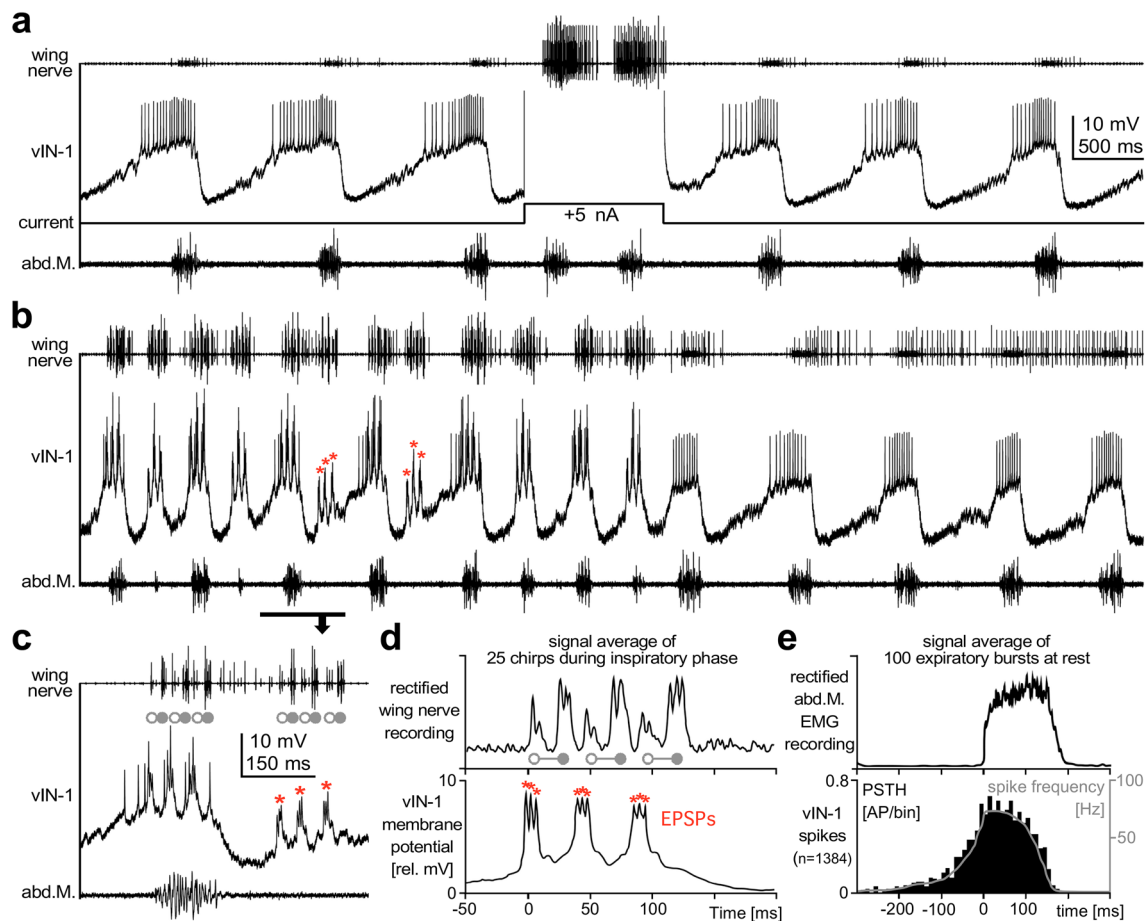 a
wing
nerve
vIN-1
10 mV
500 ms
current
+5 nA
abd.M.
b
wing
nerve
vIN-1
* * *
* * *
abd.M.
c
wing
nerve
10 mV
150 ms
vIN-1
* * *
abd.M.
d
signal average of
25 chirps during inspiratory phase
rectified
wing nerve
recording
10
vIN-1
membrane
potential
[rel. mV]
0
*** *** ***
EPSPs
-50 0 50 100 Time [ms]
e
signal average of
100 expiratory bursts at rest
rectified
abd.M.
EMG
recording
0.8
PSTH
[AP/bin]
spike frequency
[Hz]
100
50
vIN-1
spikes
(n=1384)
0
-200 -100 0 100 time [ms]